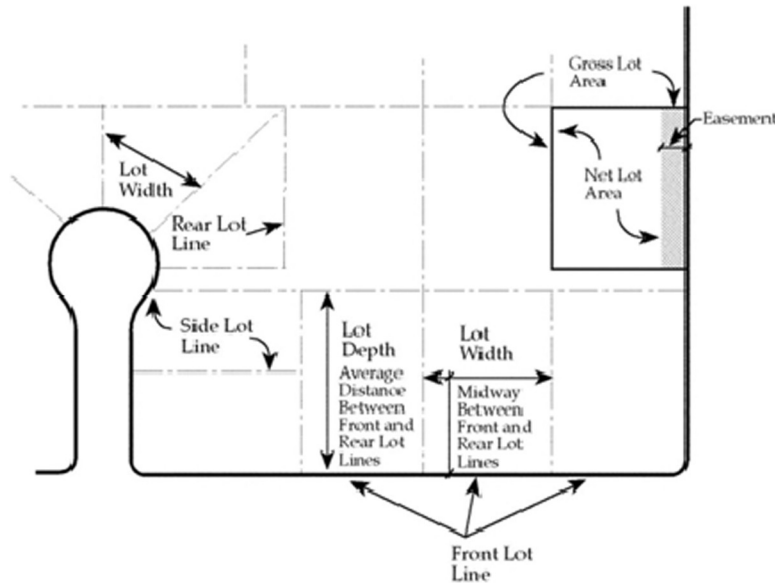 Gross Lot
Area
Easement
Net Lot
Area
Lot
Width
Rear Lot
Line
Side Lot
Line
Lot
Depth
Average
Distance
Between
Front and
Rear Lot
Lines
Lot
Width
Midway
Between
Front and
Rear Lot
Lines
Front Lot
Line